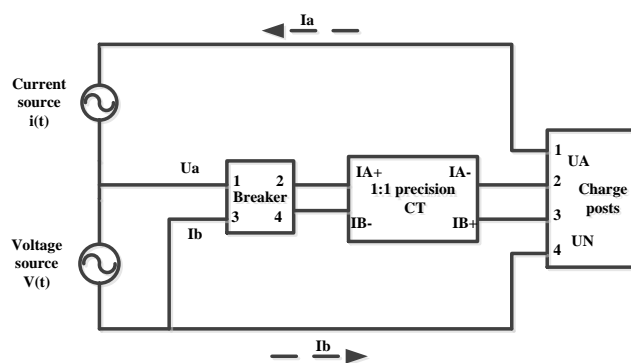 Ia
Current
source
i(t)
Ua
1 2
Breaker
3 4
Ib
IA+ IA-
1:1 precision
CT
IB- IB+
1
UA
2
Charge
posts
3
UN
4
Voltage
source
V(t)
Ib